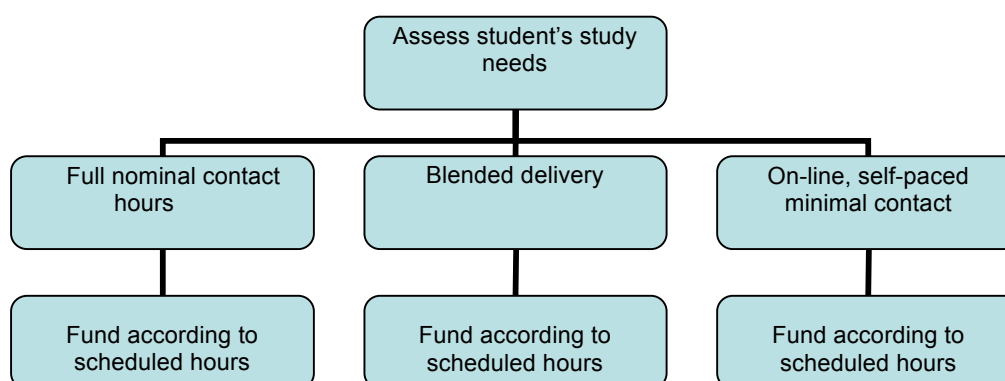 Assess student’s study
needs
Full nominal contact
hours
Blended delivery
On-line, self-paced
minimal contact
Fund according to
scheduled hours
Fund according to
scheduled hours
Fund according to
scheduled hours